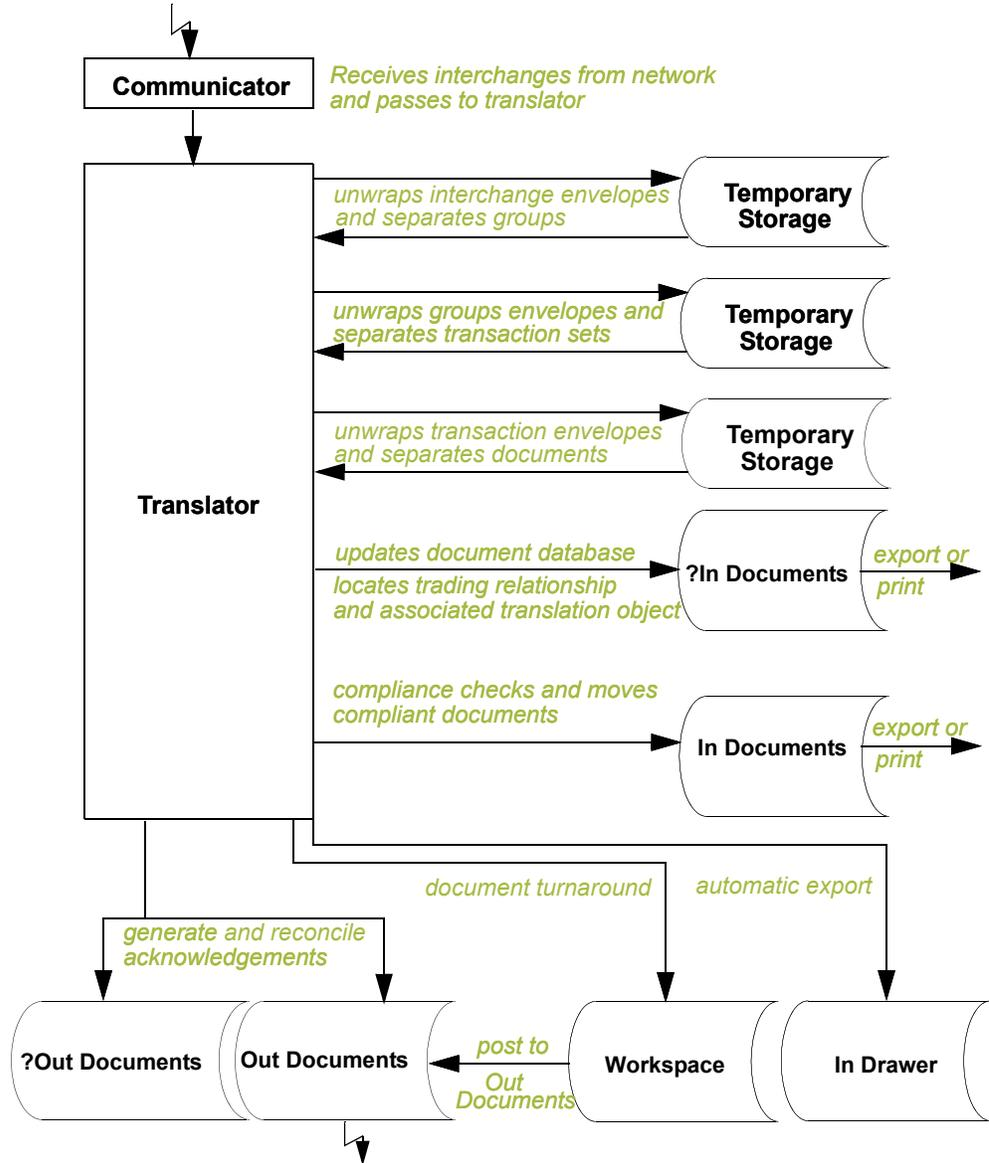 Communicator
Receives interchanges from network
and passes to translator
Translator
unwraps interchange envelopes
and separates groups
Temporary
Storage
unwraps groups envelopes and
separates transaction sets
Temporary
Storage
unwraps transaction envelopes
and separates documents
Temporary
Storage
updates document database
locates trading relationship
and associated translation object
?In Documents
export or
print
compliance checks and moves
compliant documents
In Documents
export or
print
document turnaround
automatic export
generate and reconcile
acknowledgements
?Out Documents
Out Documents
post to
Out
Documents
Workspace
In Drawer